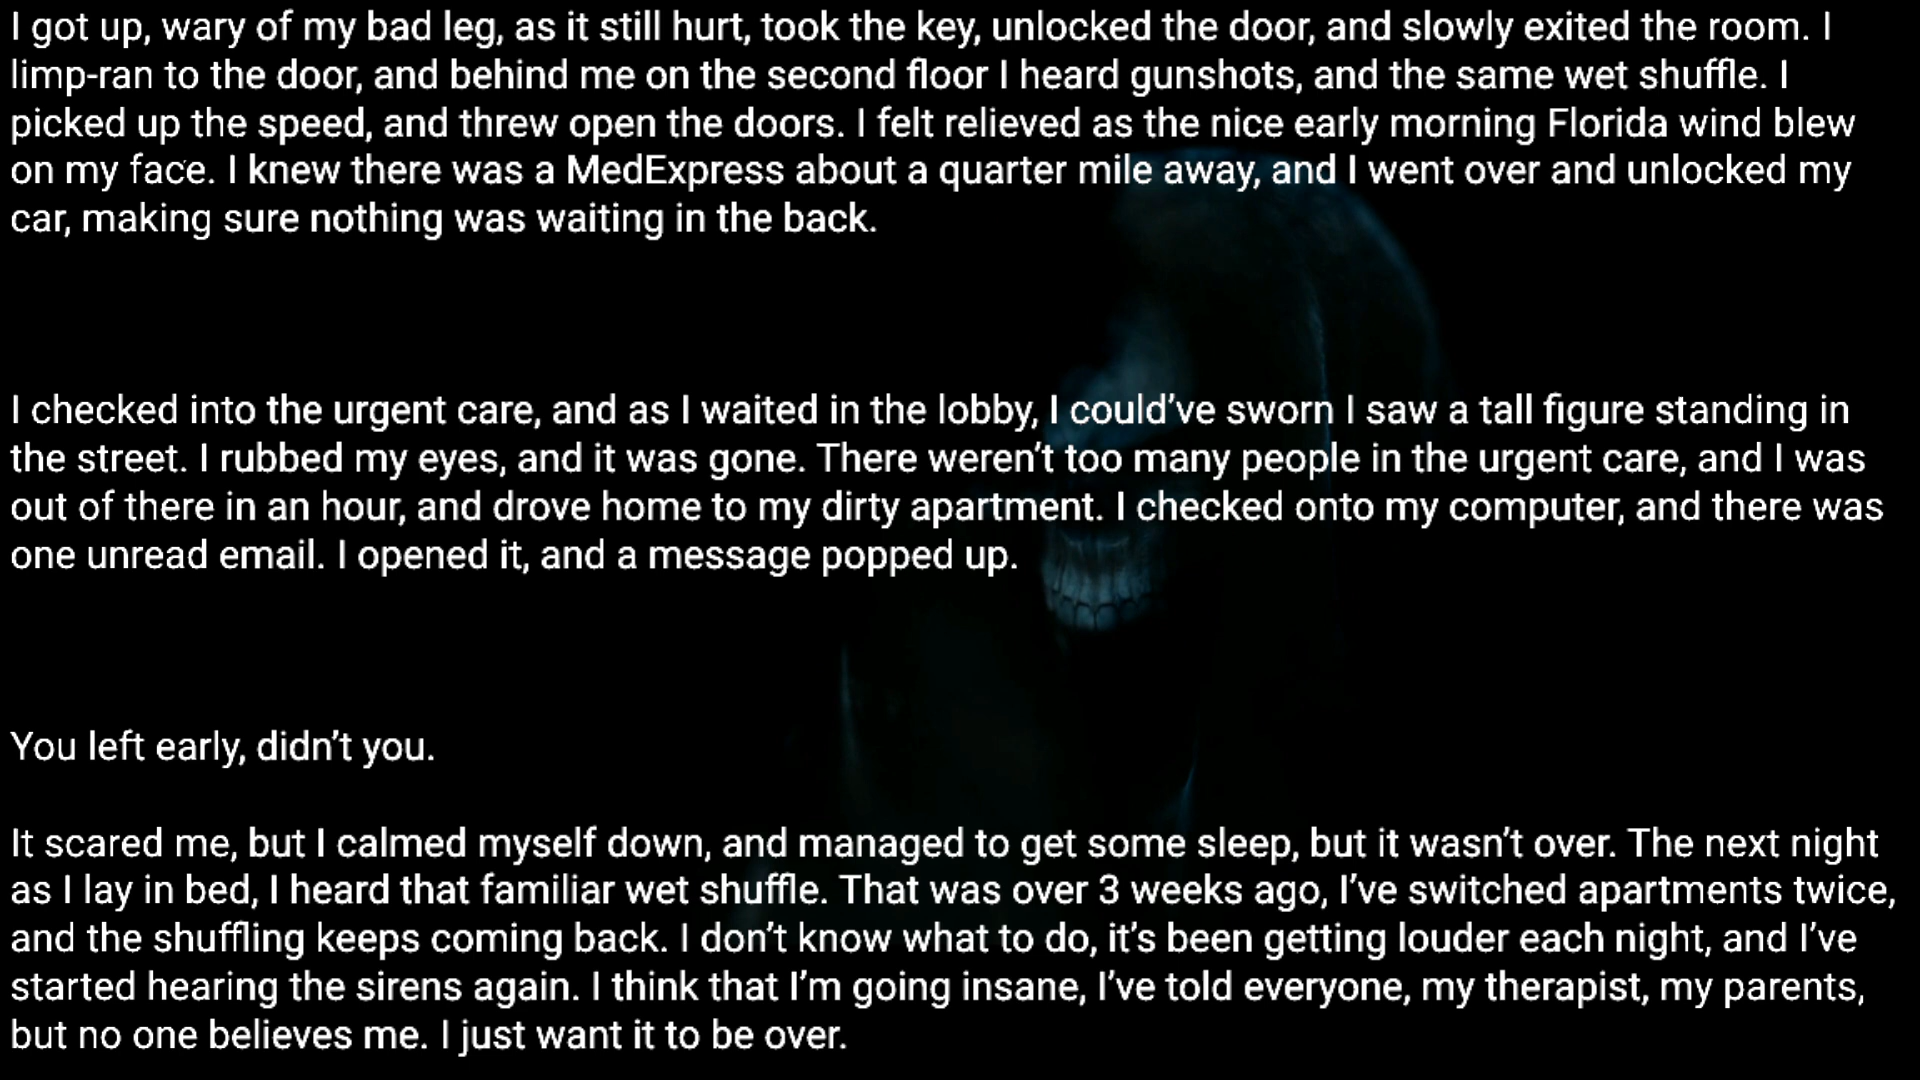 I got up, wary of my bad leg, as it still hurt, took the key, unlocked the door, and slowly exited the room. I
limp-ran to the door, and behind me on the second floor I heard gunshots, and the same wet shuffle. I
picked up the speed, and threw open the doors. I felt relieved as the nice early morning Florida wind blew
on my face. I knew there was a MedExpress about a quarter mile away, and I went over and unlocked my
car, making sure nothing was waiting in the back.
I checked into the urgent care, and as I waited in the lobby, I could’ve sworn I saw a tall figure standing in
the street. I rubbed my eyes, and it was gone. There weren’t too many people in the urgent care, and I was
out of there in an hour, and drove home to my dirty apartment. I checked onto my computer, and there was
one unread email. I opened it, and a message popped up.
You left early, didn’t you.
It scared me, but I calmed myself down, and managed to get some sleep, but it wasn’t over. The next night
as I lay in bed, I heard that familiar wet shuffle. That was over 3 weeks ago, I’ve switched apartments twice,
and the shuffling keeps coming back. I don’t know what to do, it’s been getting louder each night, and I’ve
started hearing the sirens again. I think that I’m going insane, I’ve told everyone, my therapist, my parents,
but no one believes me. I just want it to be over.